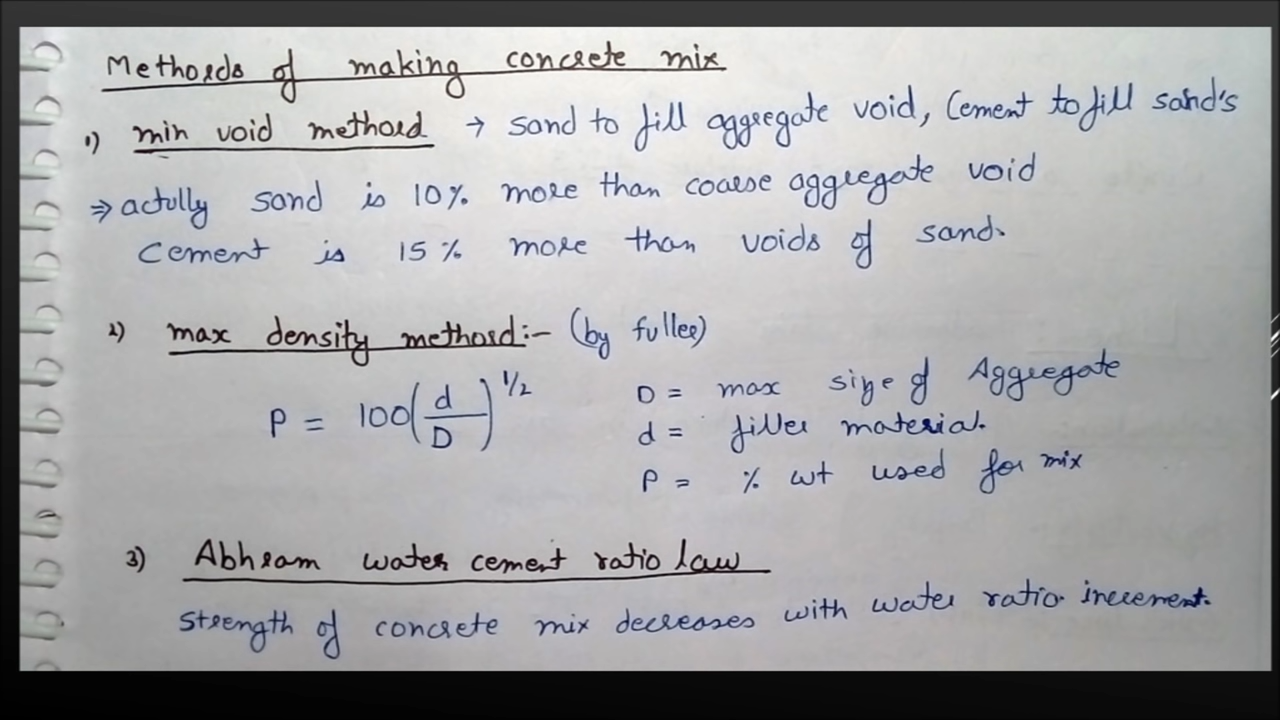 Methords of making concrete mix
1) min void methord → sand to fill aggregate void, Cement to fill sand's
⇒ actully sand is 10% more than coarse aggregate void
Cement is 15% more than voids of sand.
2) max density methord:- (by fuller)
P = 100(d/D)^1/2
D = max size of Aggregate
d = filler material.
P = % wt used for mix
3) Abhram water cement ratio law
Strength of concrete mix decreases with water ratio increment.